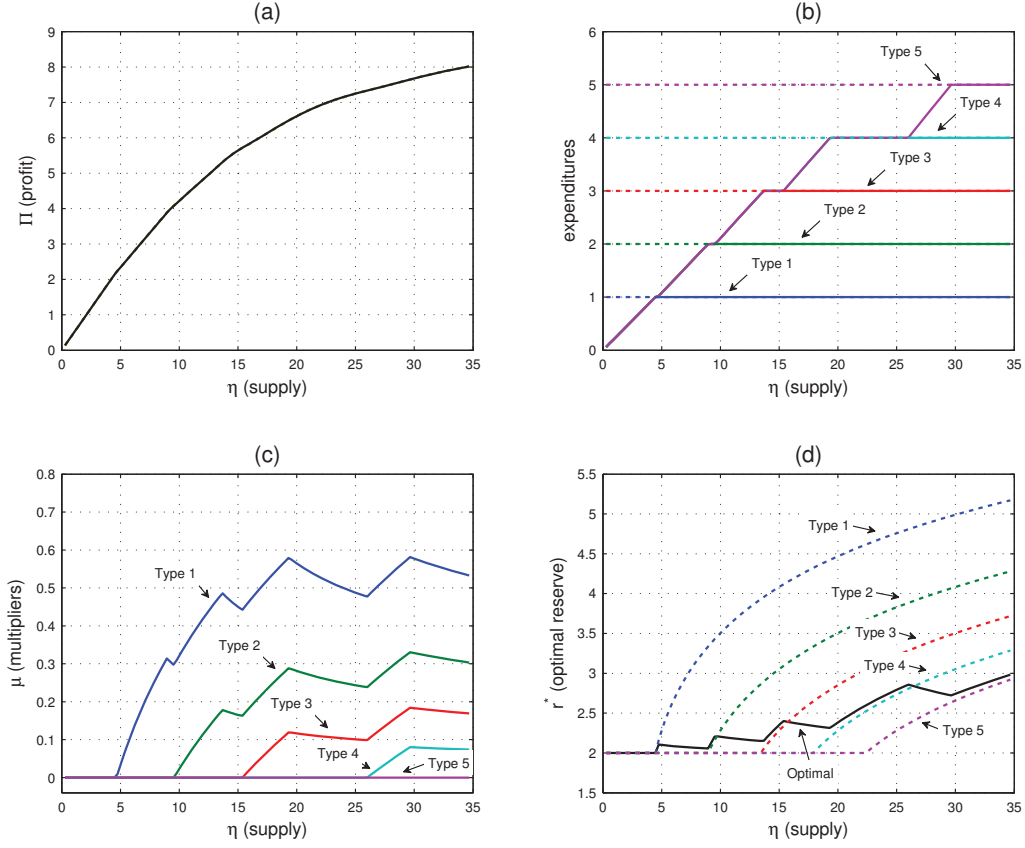 (a)
9
8
7
6
5
4
3
2
1
0
Π (profit)
0 5 10 15 20 25 30 35
η (supply)
(b)
6
5
4
3
2
1
0
expenditures
Type 5
Type 4
Type 3
Type 2
Type 1
0 5 10 15 20 25 30 35
η (supply)
(c)
0.8
0.7
0.6
0.5
0.4
0.3
0.2
0.1
0
μ (multipliers)
Type 1
Type 2
Type 3
Type 4
Type 5
0 5 10 15 20 25 30 35
η (supply)
(d)
5.5
5
4.5
4
3.5
3
2.5
2
1.5
r* (optimal reserve)
Type 1
Type 2
Type 3
Type 4
Type 5
Optimal
0 5 10 15 20 25 30 35
η (supply)